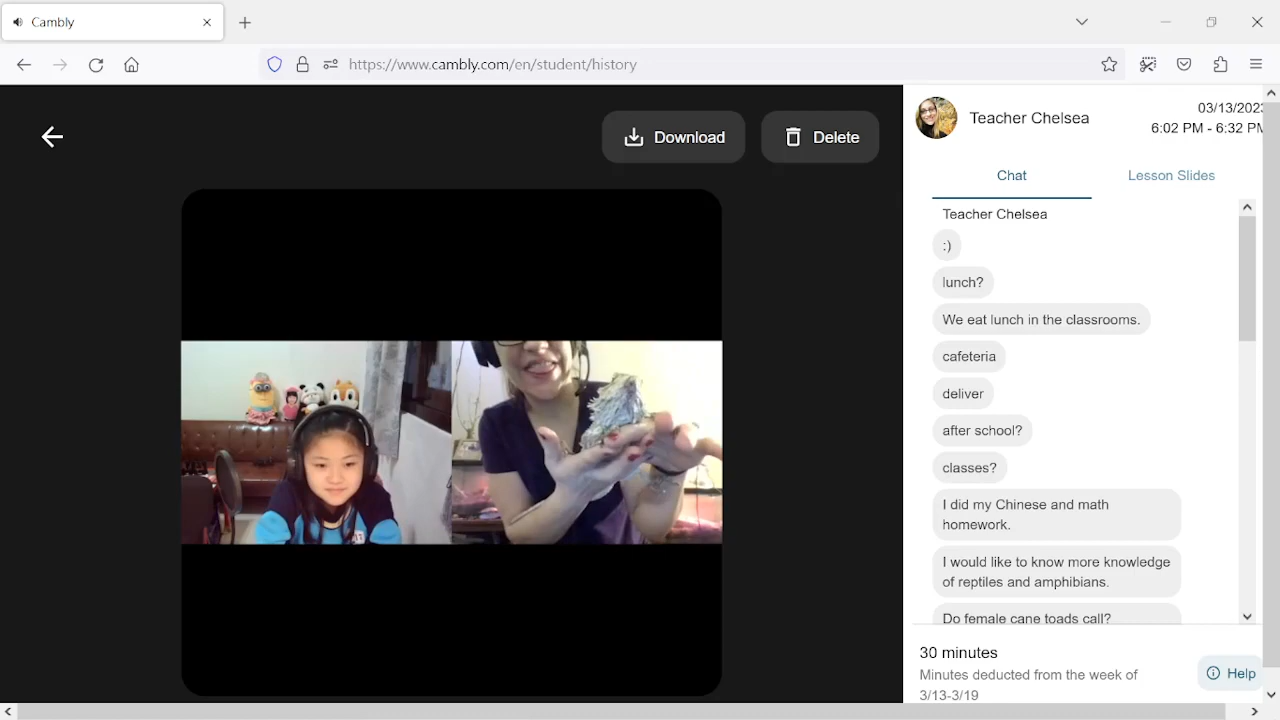 Cambly
https://www.cambly.com/en/student/history
Download
Delete
Teacher Chelsea
03/13/2023
6:02 PM - 6:32 PM
Chat
Lesson Slides
Teacher Chelsea
:)
lunch?
We eat lunch in the classrooms.
cafeteria
deliver
after school?
classes?
I did my Chinese and math
homework.
I would like to know more knowledge
of reptiles and amphibians.
Do female cane toads call?
30 minutes
Minutes deducted from the week of
3/13-3/19
Help